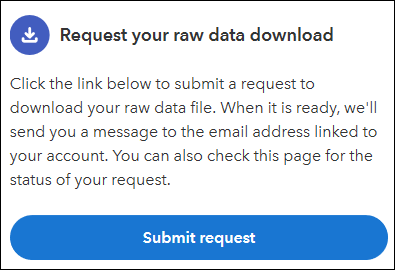 Request your raw data download
Click the link below to submit a request to
download your raw data file. When it is ready, we'll
send you a message to the email address linked to
your account. You can also check this page for the
status of your request.
Submit request